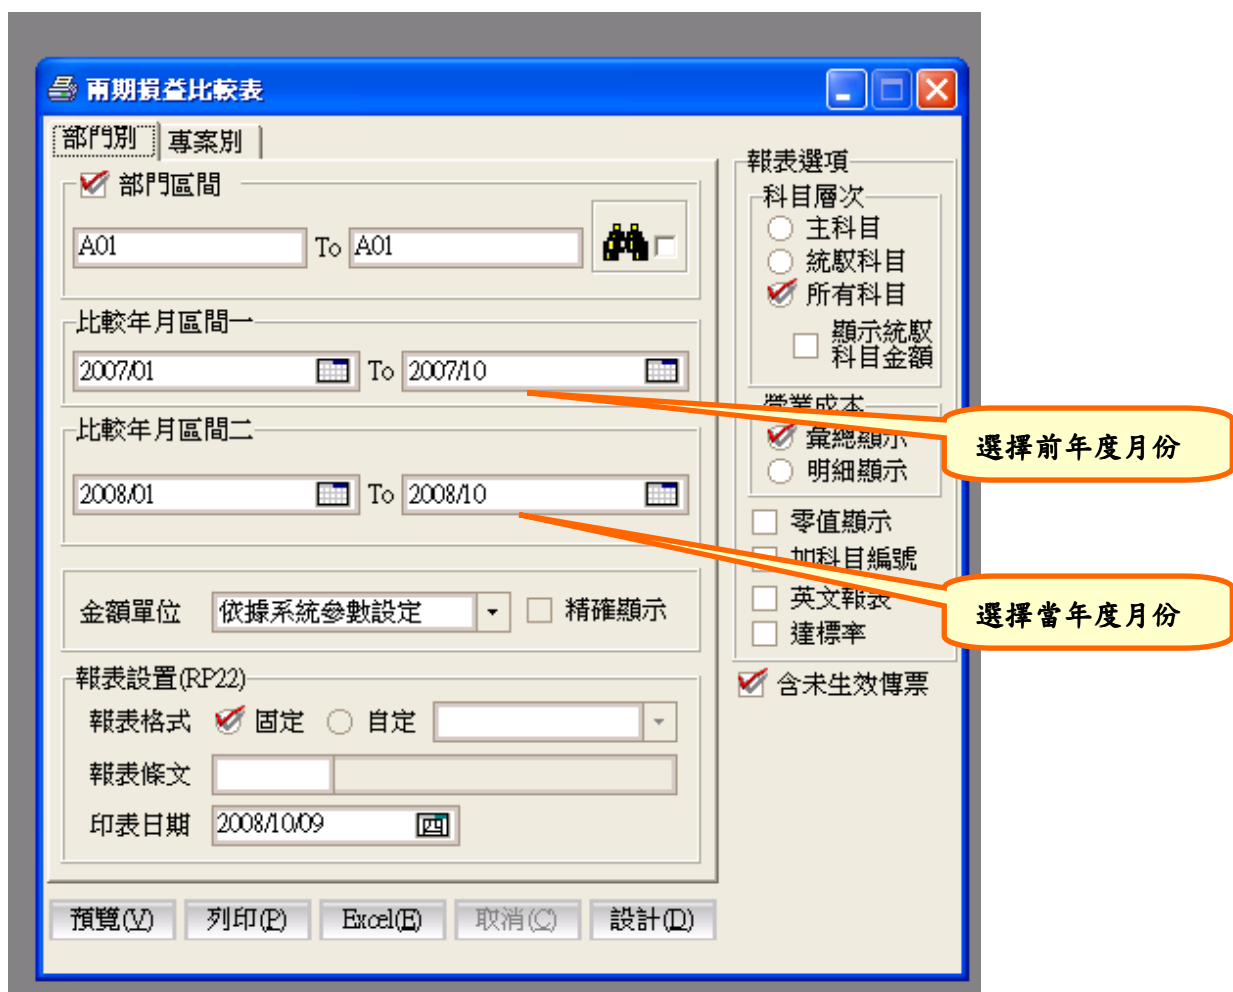 兩期損益比較表
部門別
專案別
部門區間
A01 To A01
比較年月區間一
2007/01 To 2007/10
比較年月區間二
2008/01 To 2008/10
金額單位 依據系統參數設定 精確顯示
報表設置(RP22)
報表格式 固定 自定
報表條文
印表日期 2008/10/09 四
預覽(V) 列印(P) Excel(E) 取消(C) 設計(D)
報表選項
科目層次
主科目
統馭科目
所有科目
顯示統馭
科目金額
營業成本
彙總顯示
明細顯示
零值顯示
加科目編號
英文報表
達標率
含未生效傳票
選擇前年度月份
選擇當年度月份